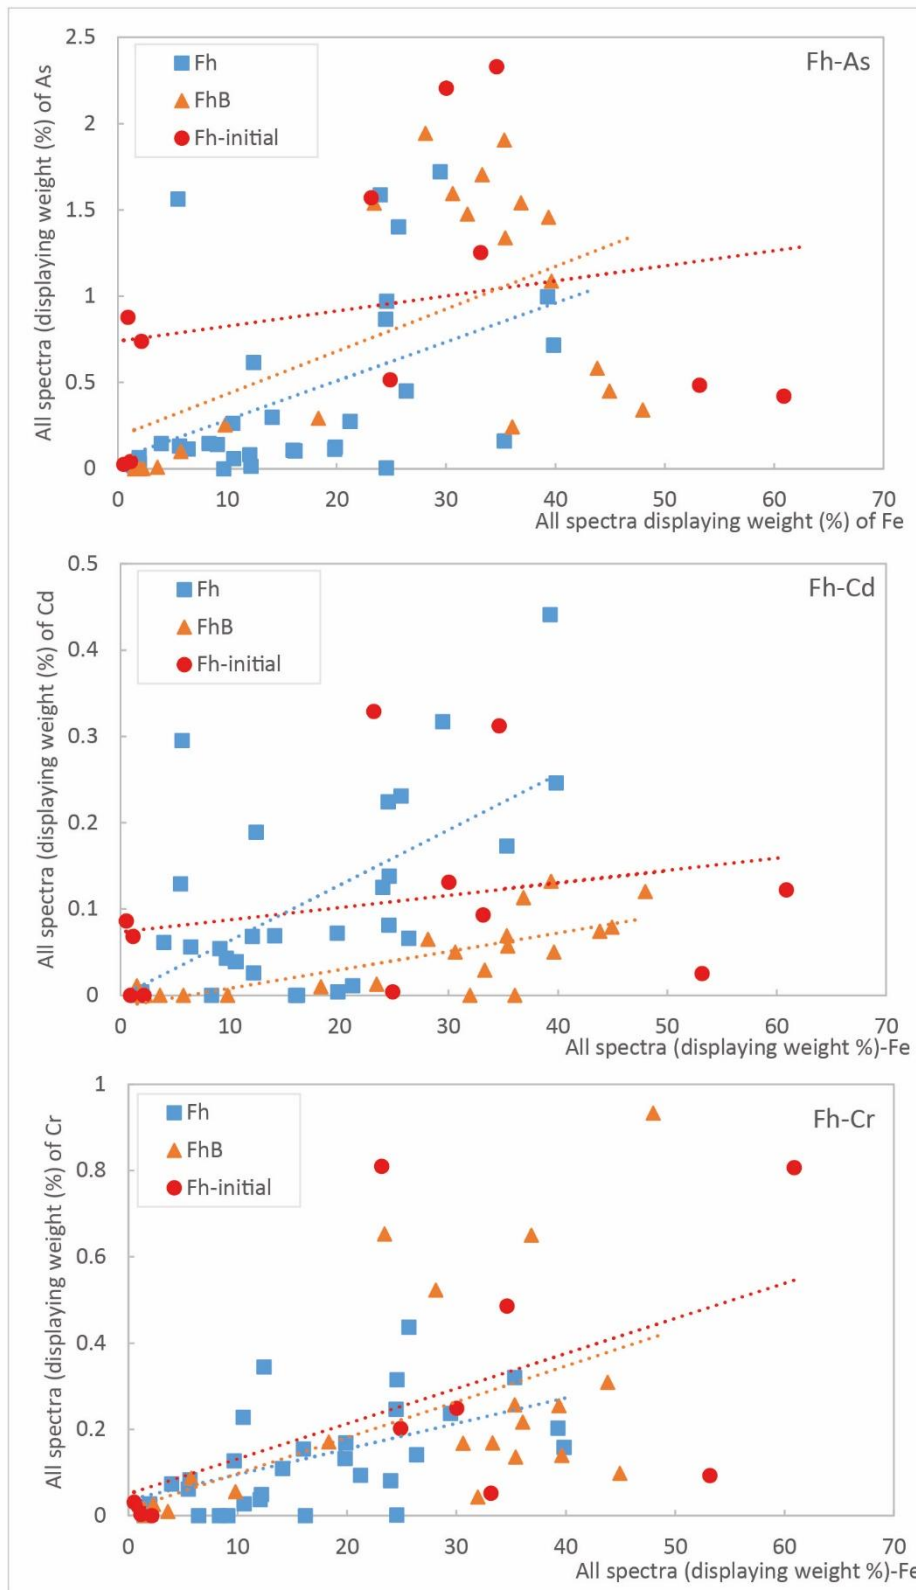 All spectra (displaying weight (%) of As
2.5
2
1.5
1
0.5
0
Fh
FhB
Fh-initial
Fh-As
0 10 20 30 40 50 60 70
All spectra displaying weight (%) of Fe
All spectra (displaying weight (%) of Cd
0.5
0.4
0.3
0.2
0.1
0
Fh
FhB
Fh-initial
Fh-Cd
0 10 20 30 40 50 60 70
All spectra (displaying weight %)-Fe
All spectra (displaying weight (%) of Cr
1
0.8
0.6
0.4
0.2
0
Fh
FhB
Fh-initial
Fh-Cr
0 10 20 30 40 50 60 70
All spectra (displaying weight %)-Fe